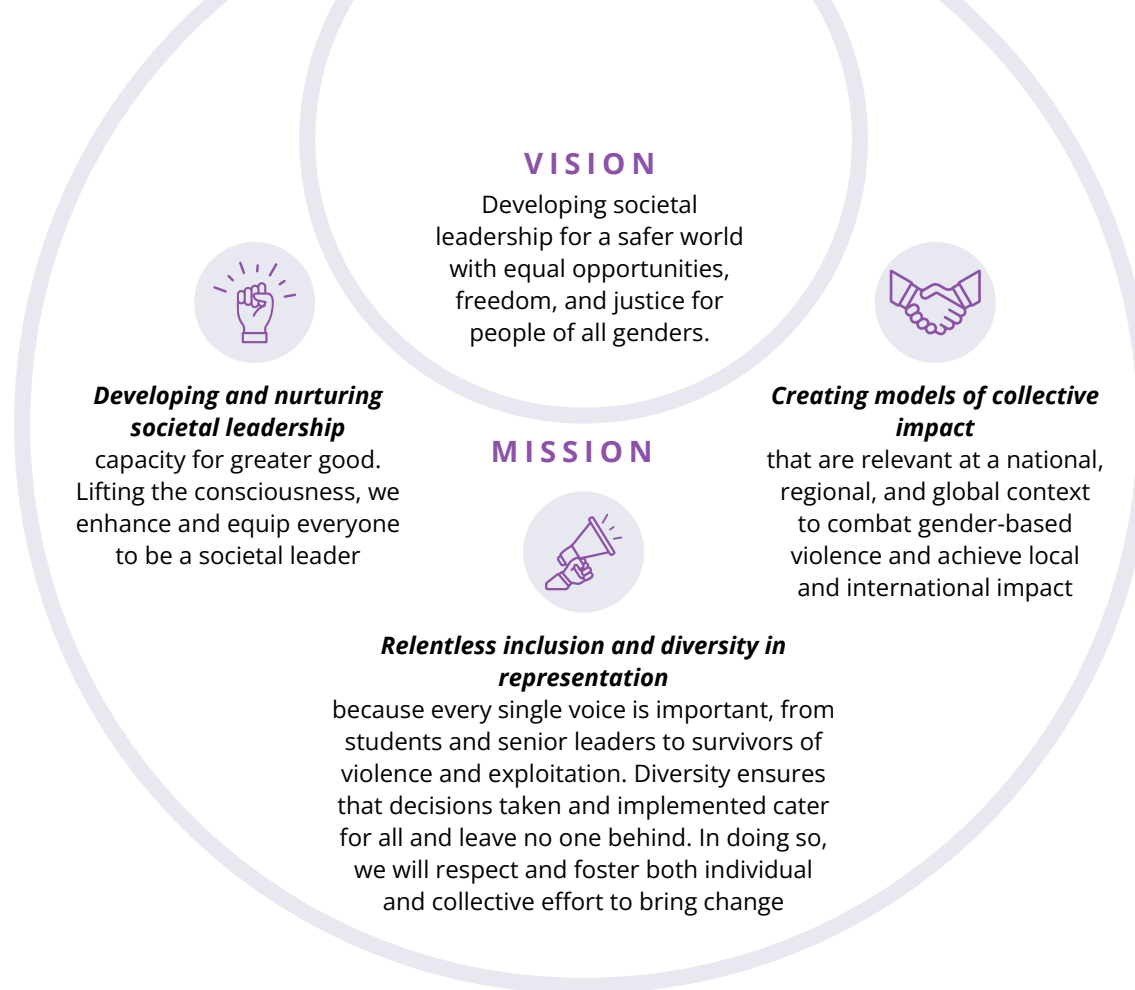 VISION
Developing societal
leadership for a safer world
with equal opportunities,
freedom, and justice for
people of all genders.
MISSION
Developing and nurturing
societal leadership
capacity for greater good.
Lifting the consciousness, we
enhance and equip everyone
to be a societal leader
Relentless inclusion and diversity in
representation
because every single voice is important, from
students and senior leaders to survivors of
violence and exploitation. Diversity ensures
that decisions taken and implemented cater
for all and leave no one behind. In doing so,
we will respect and foster both individual
and collective effort to bring change
Creating models of collective
impact
that are relevant at a national,
regional, and global context
to combat gender-based
violence and achieve local
and international impact